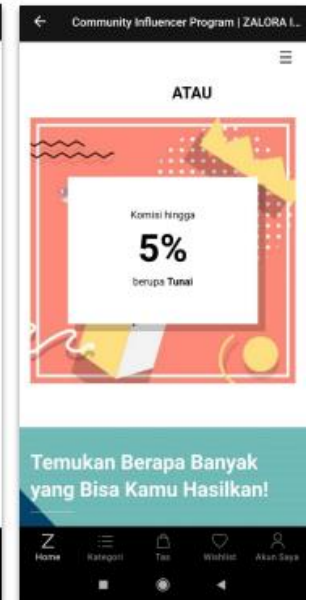 Community Influencer Program | ZALORA I...
ATAU
Komisi hingga
5%
berupa Tunai
Temukan Berapa Banyak
yang Bisa Kamu Hasilkan!
Z
Home
Kategori
Tas
Wishlist
Akun Saya